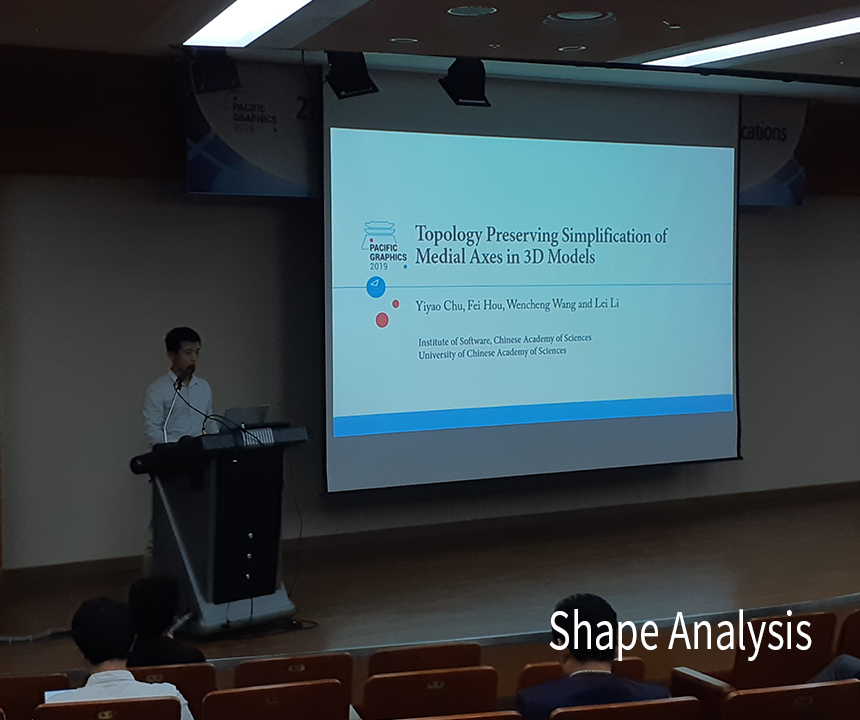 PACIFIC
GRAPHICS
2019
2
cations
Topology Preserving Simplification of
Medial Axes in 3D Models
PACIFIC
GRAPHICS
2019
Yiyao Chu, Fei Hou, Wencheng Wang and Lei Li
Institute of Software, Chinese Academy of Sciences
University of Chinese Academy of Sciences
Shape Analysis